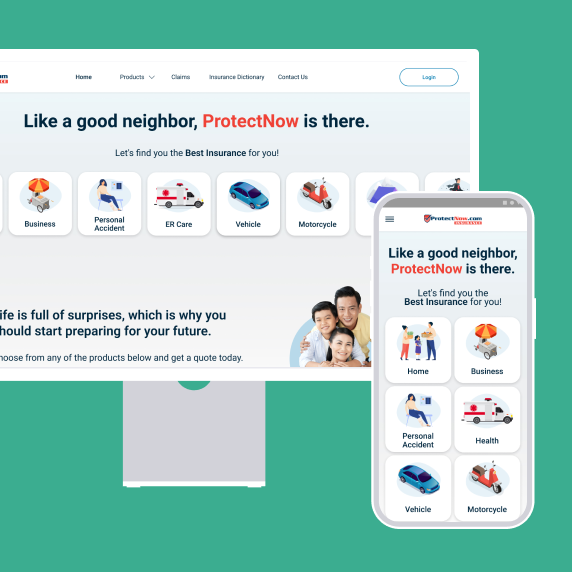 Home Products Claims Insurance Dictionary Contact Us Login
Like a good neighbor, ProtectNow is there.
Let's find you the Best Insurance for you!
Business
Personal
Accident
ER Care
Vehicle
Motorcycle
ife is full of surprises, which is why you
hould start preparing for your future.
hoose from any of the products below and get a quote today.
ProtectNow.com
INSURANCE
Like a good neighbor,
ProtectNow is there.
Let's find you the
Best Insurance for you!
Home
Business
Personal
Accident
Health
Vehicle
Motorcycle